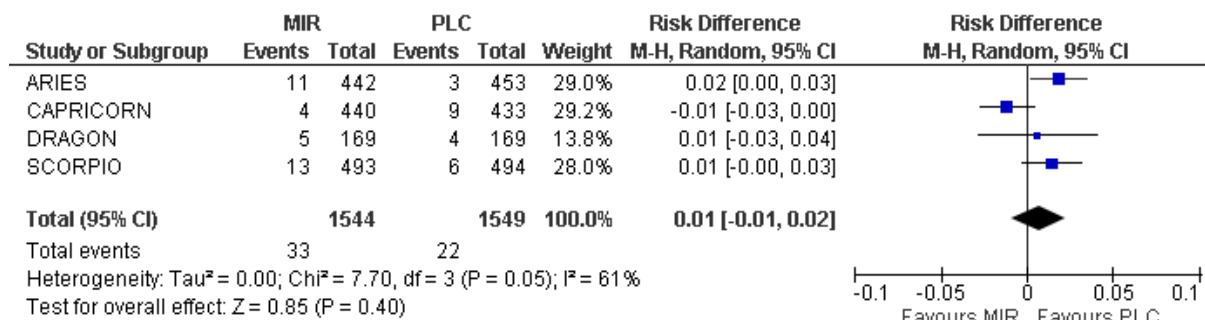 MIR PLC Risk Difference Risk Difference
Study or Subgroup Events Total Events Total Weight M-H, Random, 95% CI M-H, Random, 95% CI
ARIES 11 442 3 453 29.0% 0.02 [0.00, 0.03]
CAPRICORN 4 440 9 433 29.2% -0.01 [-0.03, 0.00]
DRAGON 5 169 4 169 13.8% 0.01 [-0.03, 0.04]
SCORPIO 13 493 6 494 28.0% 0.01 [-0.00, 0.03]
Total (95% CI) 1544 1549 100.0% 0.01 [-0.01, 0.02]
Total events 33 22
Heterogeneity: Tau² = 0.00; Chi² = 7.70, df = 3 (P = 0.05); I² = 61%
Test for overall effect: Z = 0.85 (P = 0.40)
-0.1 -0.05 0 0.05 0.1
Favours MIR Favours PLC